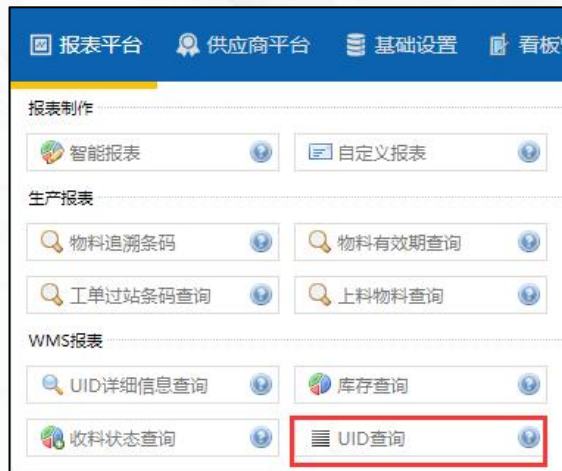 报表平台 供应商平台 基础设置 看板
报表制作
智能报表 自定义报表
生产报表
物料追溯条码 物料有效期查询
工单过站条码查询 上料物料查询
WMS报表
UID详细信息查询 库存查询
收料状态查询 UID查询